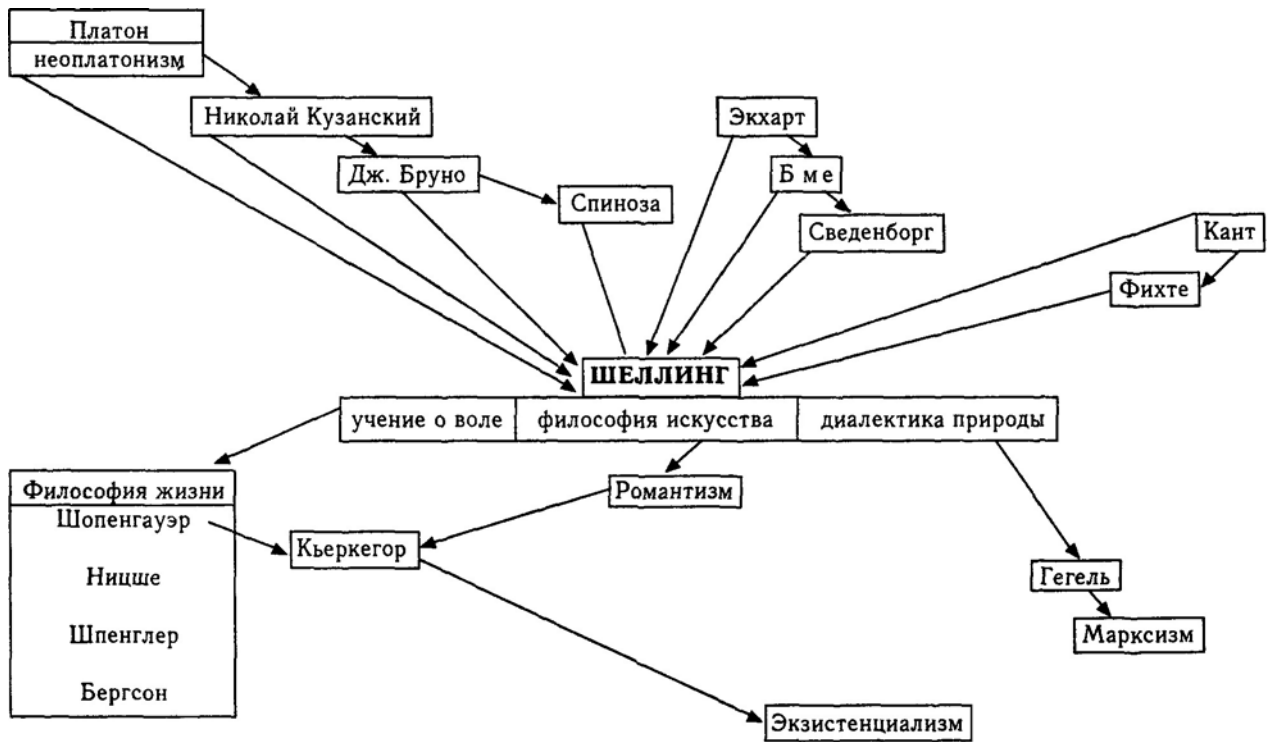 Платон
неоплатонизм
Николай Кузанский
Экхарт
Дж. Бруно
Б ме
Спиноза
Сведенборг
Кант
Фихте
ШЕЛЛИНГ
учение о воле
философия искусства
диалектика природы
Философия жизни
Романтизм
Шопенгауэр
Кьеркегор
Ницше
Гегель
Шпенглер
Марксизм
Бергсон
Экзистенциализм